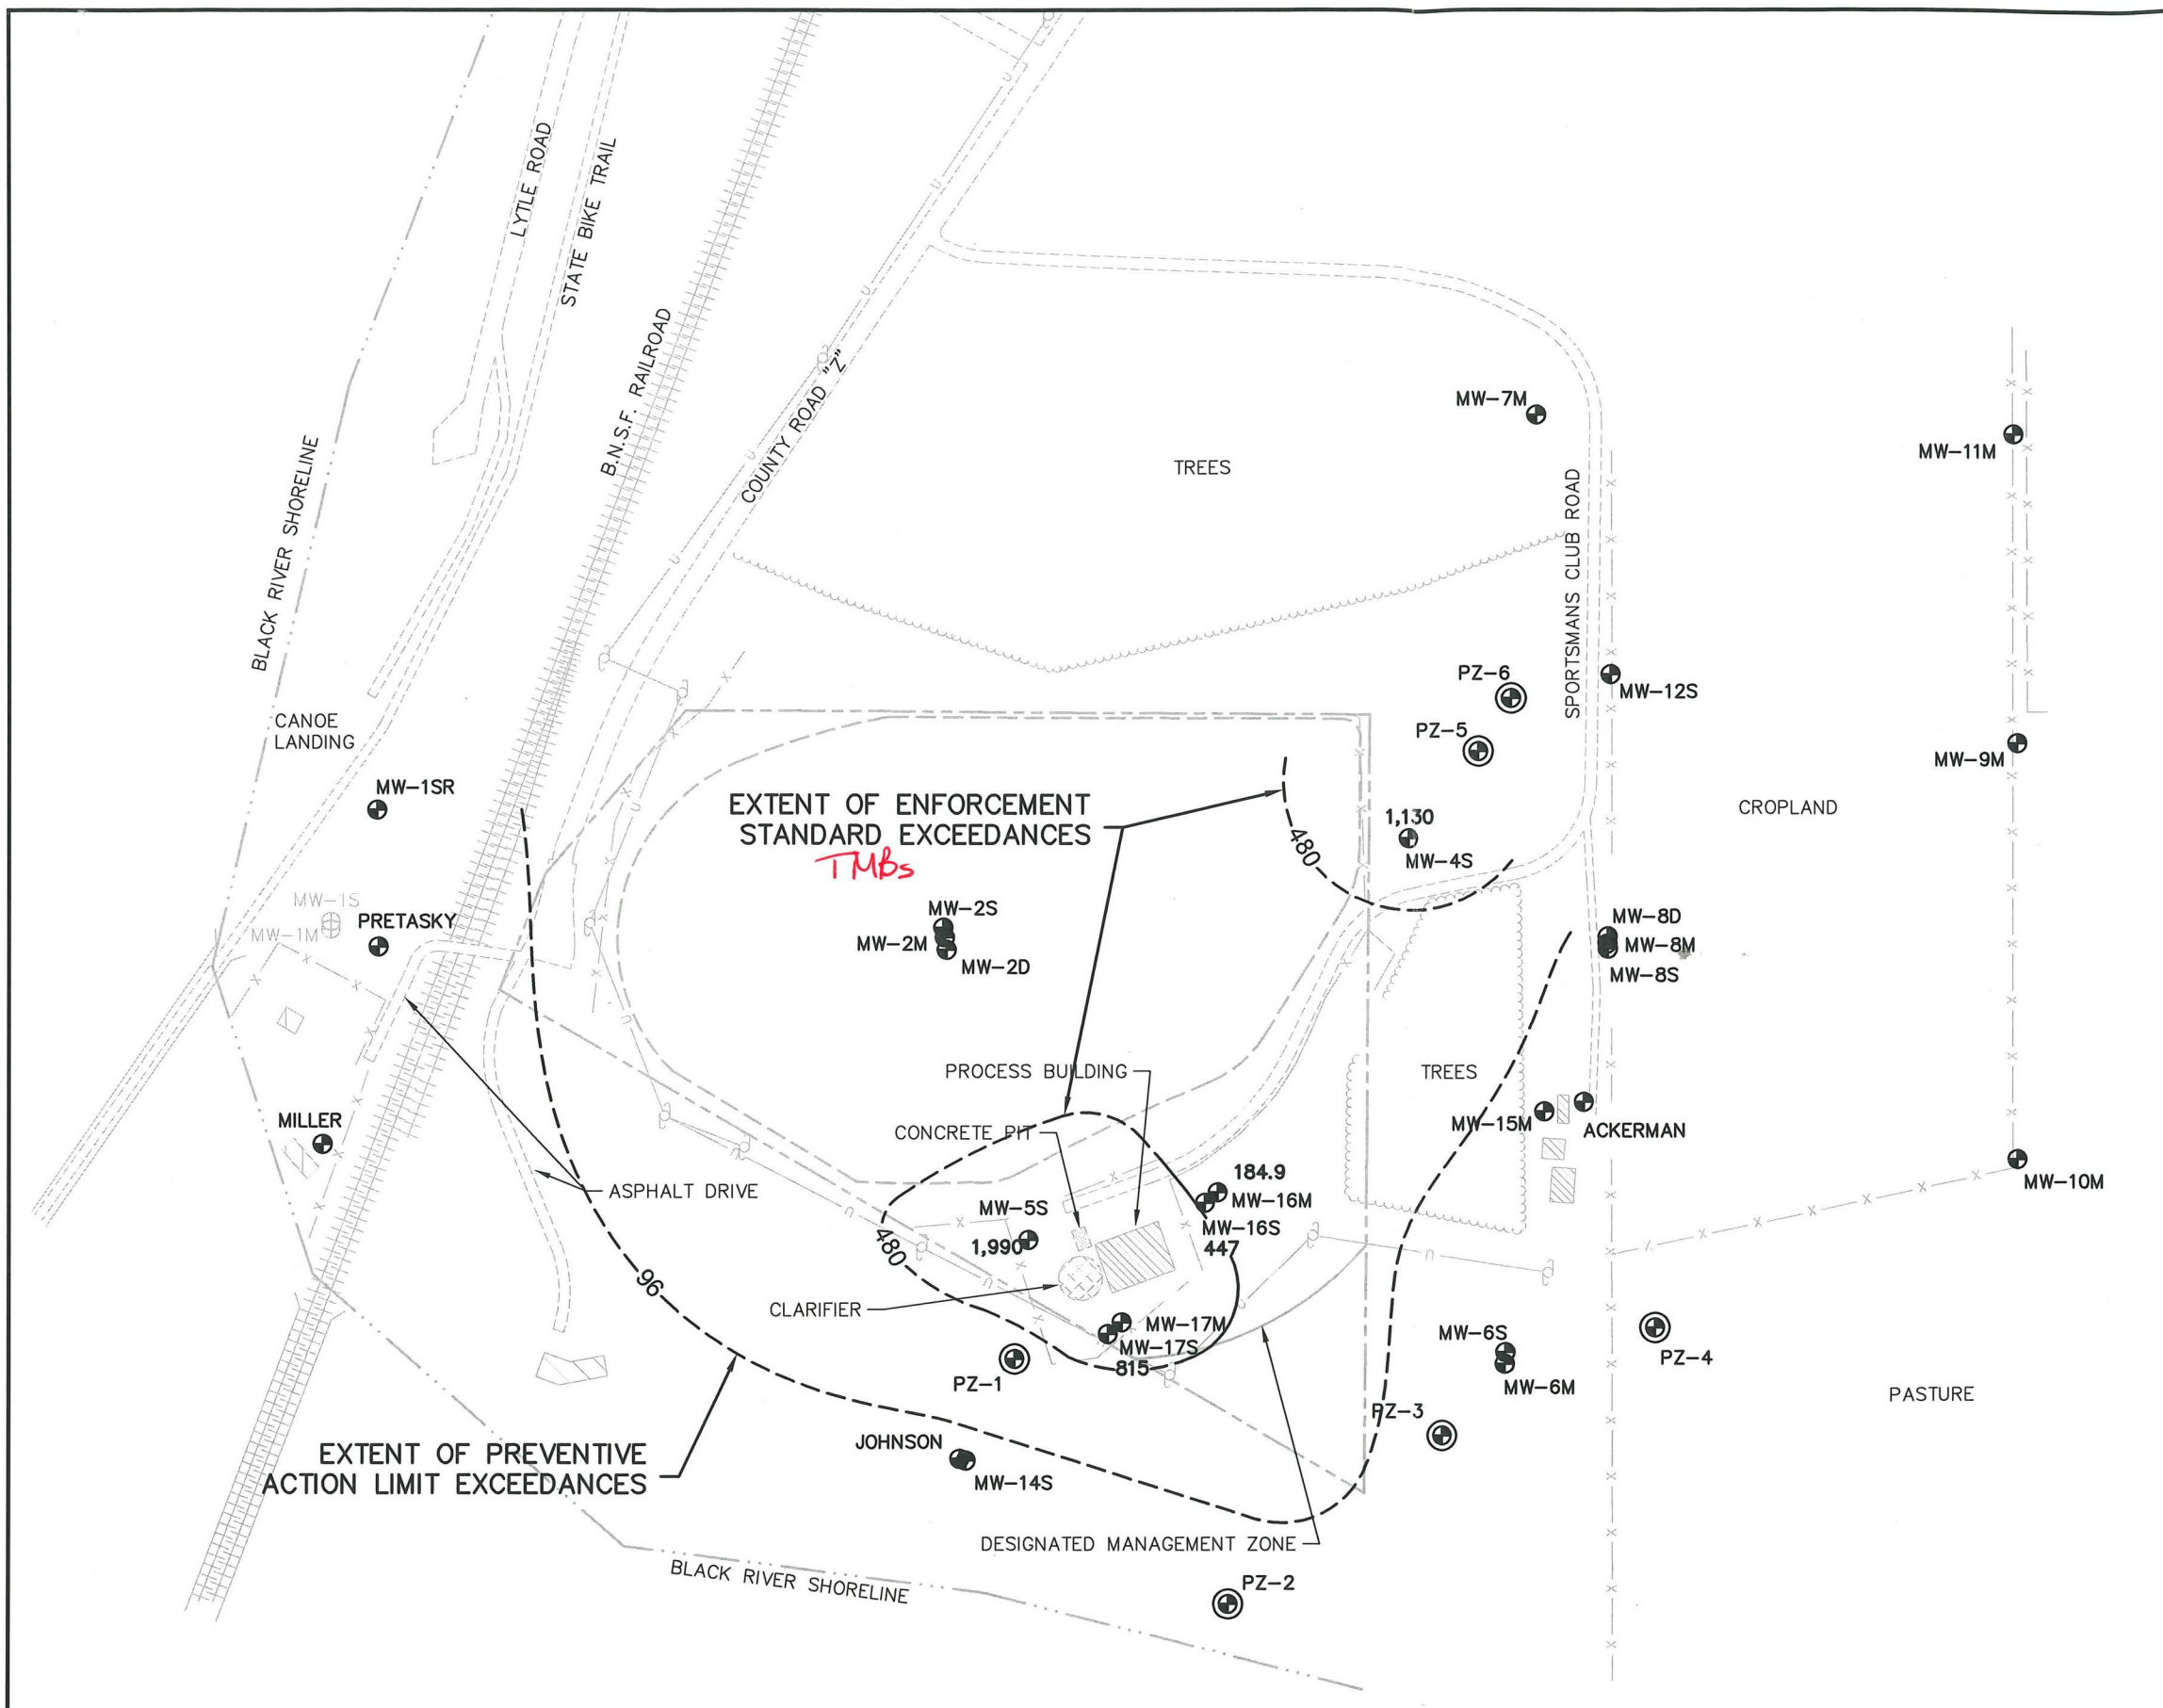 LYTLE ROAD
STATE BIKE TRAIL
B.N.S.F. RAILROAD
COUNTY ROAD "Z"
BLACK RIVER SHORELINE
TREES
MW-7M
MW-11M
SPORTSMANS CLUB ROAD
PZ-6
MW-12S
PZ-5
MW-9M
CANOE
LANDING
MW-1SR
EXTENT OF ENFORCEMENT
STANDARD EXCEEDANCES
TMBs
480
1,130
MW-4S
CROPLAND
MW-1S
MW-1M
PRETASKY
MW-2S
MW-2M
MW-2D
MW-8D
MW-8M
MW-8S
PROCESS BUILDING
TREES
MILLER
CONCRETE PIT
MW-15M
ACKERMAN
ASPHALT DRIVE
184.9
MW-16M
MW-16S
447
MW-10M
MW-5S
1,990
480
96
CLARIFIER
MW-17M
MW-17S
815
MW-6S
MW-6M
PZ-4
PZ-1
PASTURE
PZ-3
EXTENT OF PREVENTIVE
ACTION LIMIT EXCEEDANCES
JOHNSON
MW-14S
DESIGNATED MANAGEMENT ZONE
BLACK RIVER SHORELINE
PZ-2